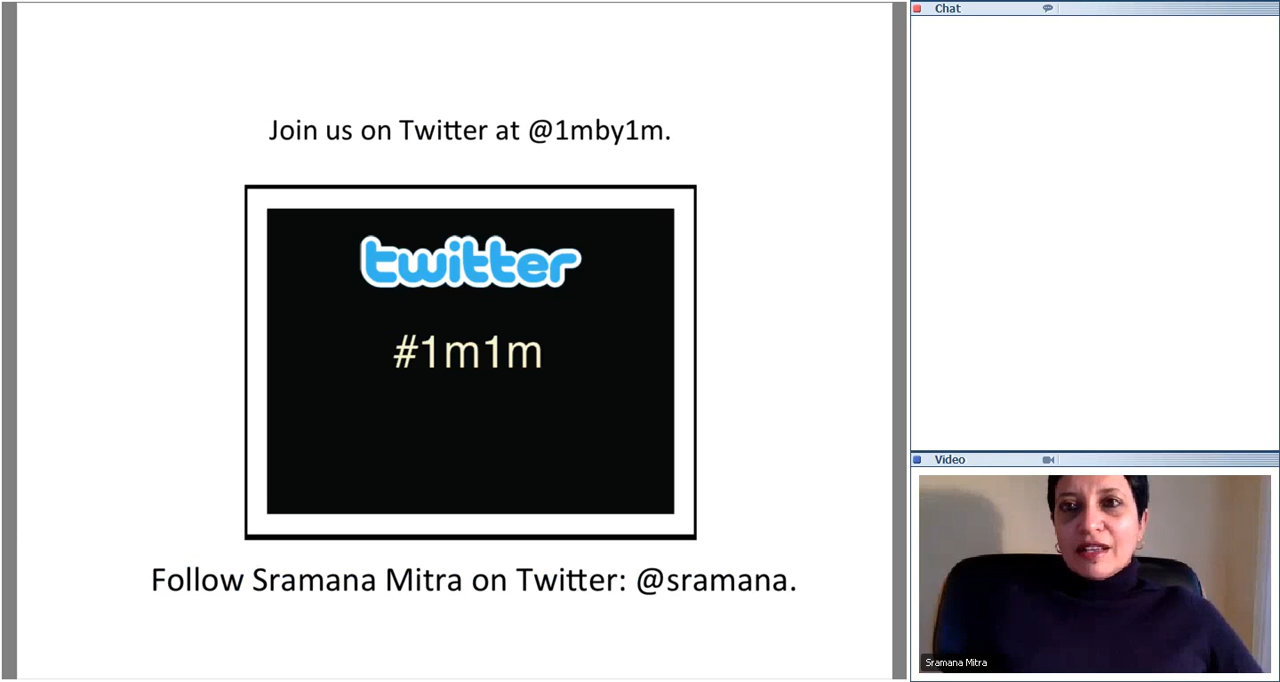 Join us on Twitter at @1mby1m.
twitter
#1m1m
Follow Sramana Mitra on Twitter: @sramana.
Chat
Video
Sramana Mitra